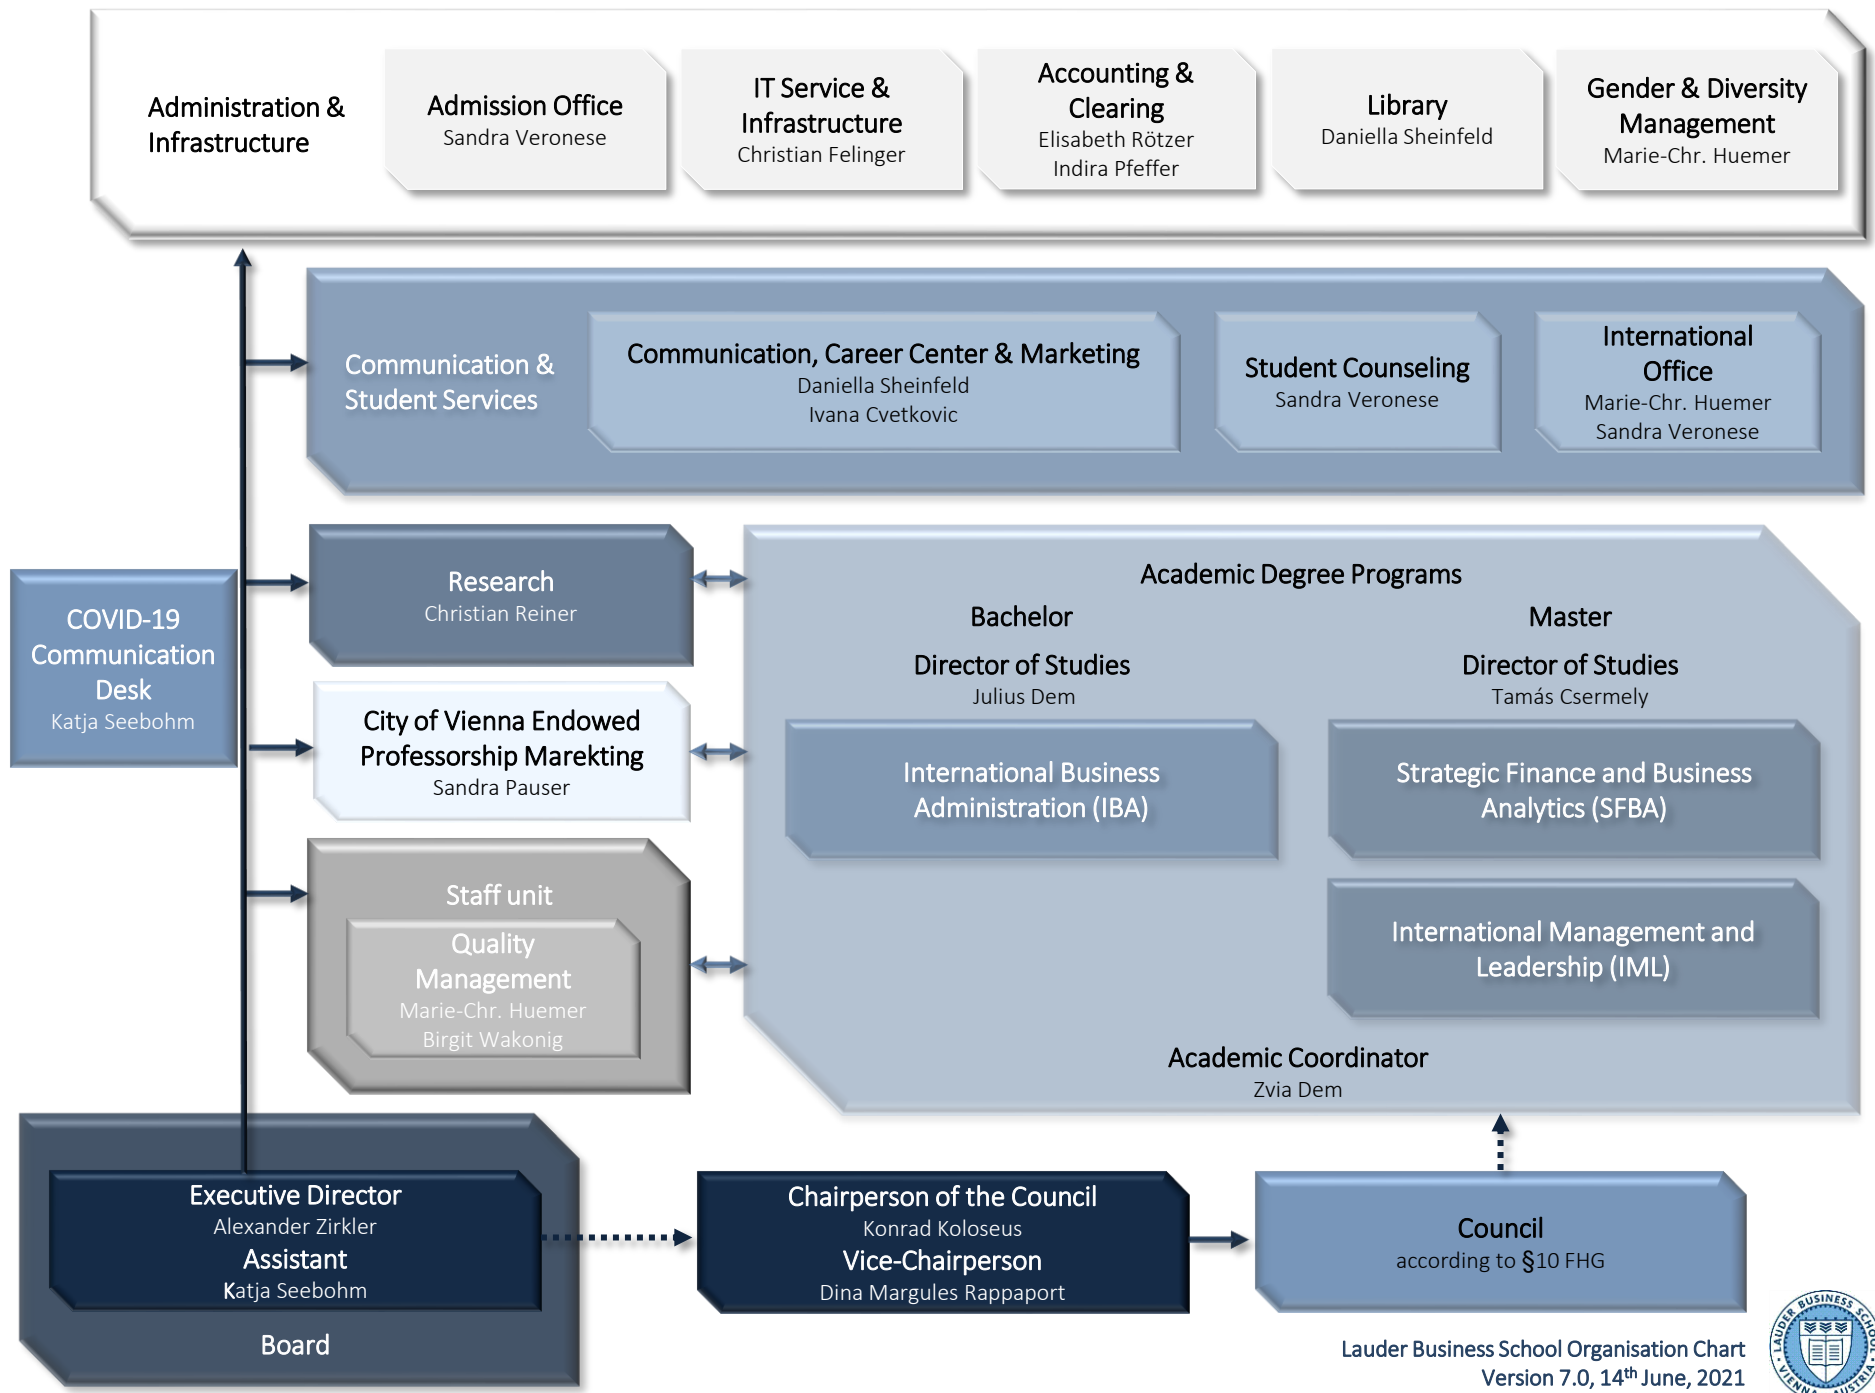 Administration &
Infrastructure
Admission Office
Sandra Veronese
IT Service &
Infrastructure
Christian Felinger
Accounting &
Clearing
Elisabeth Rötzer
Indira Pfeffer
Library
Daniella Sheinfeld
Gender & Diversity
Management
Marie-Chr. Huemer
Communication &
Student Services
Communication, Career Center & Marketing
Daniella Sheinfeld
Ivana Cvetkovic
Student Counseling
Sandra Veronese
International
Office
Marie-Chr. Huemer
Sandra Veronese
COVID-19
Communication
Desk
Katja Seebohm
Research
Christian Reiner
City of Vienna Endowed
Professorship Marekting
Sandra Pauser
Staff unit
Quality
Management
Marie-Chr. Huemer
Birgit Wakonig
Academic Degree Programs
Bachelor
Director of Studies
Julius Dem
International Business
Administration (IBA)
Master
Director of Studies
Tamás Csermely
Strategic Finance and Business
Analytics (SFBA)
International Management and
Leadership (IML)
Academic Coordinator
Zvia Dem
Executive Director
Alexander Zirkler
Assistant
Katja Seebohm
Board
Chairperson of the Council
Konrad Koloseus
Vice-Chairperson
Dina Margules Rappaport
Council
according to §10 FHG
Lauder Business School Organisation Chart
Version 7.0, 14th June, 2021
LAUDER BUSINESS SCHOOL
VIENNA AUSTRIA